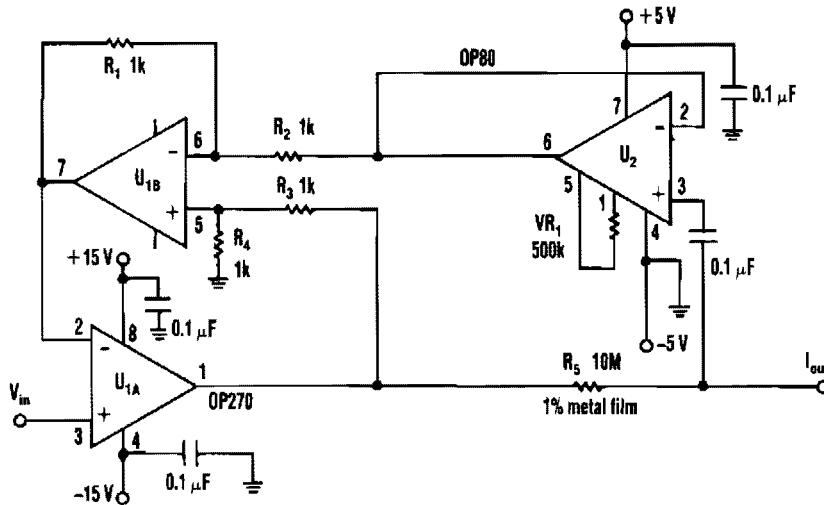 +5 V
OP80
0.1 µF
R1 1k
7
2
6
R2 1k
6
−
−
U2
7
U1B
+
5
R3 1k
5
1
+
3
4
VR1
500k
R4
1k
0.1 µF
+15 V
0.1 µF
8
2
−
−5 V
Vin
U1A
1
R5 10M
Iou
OP270
1% metal film
+
3
4
0.1 µF
−15 V